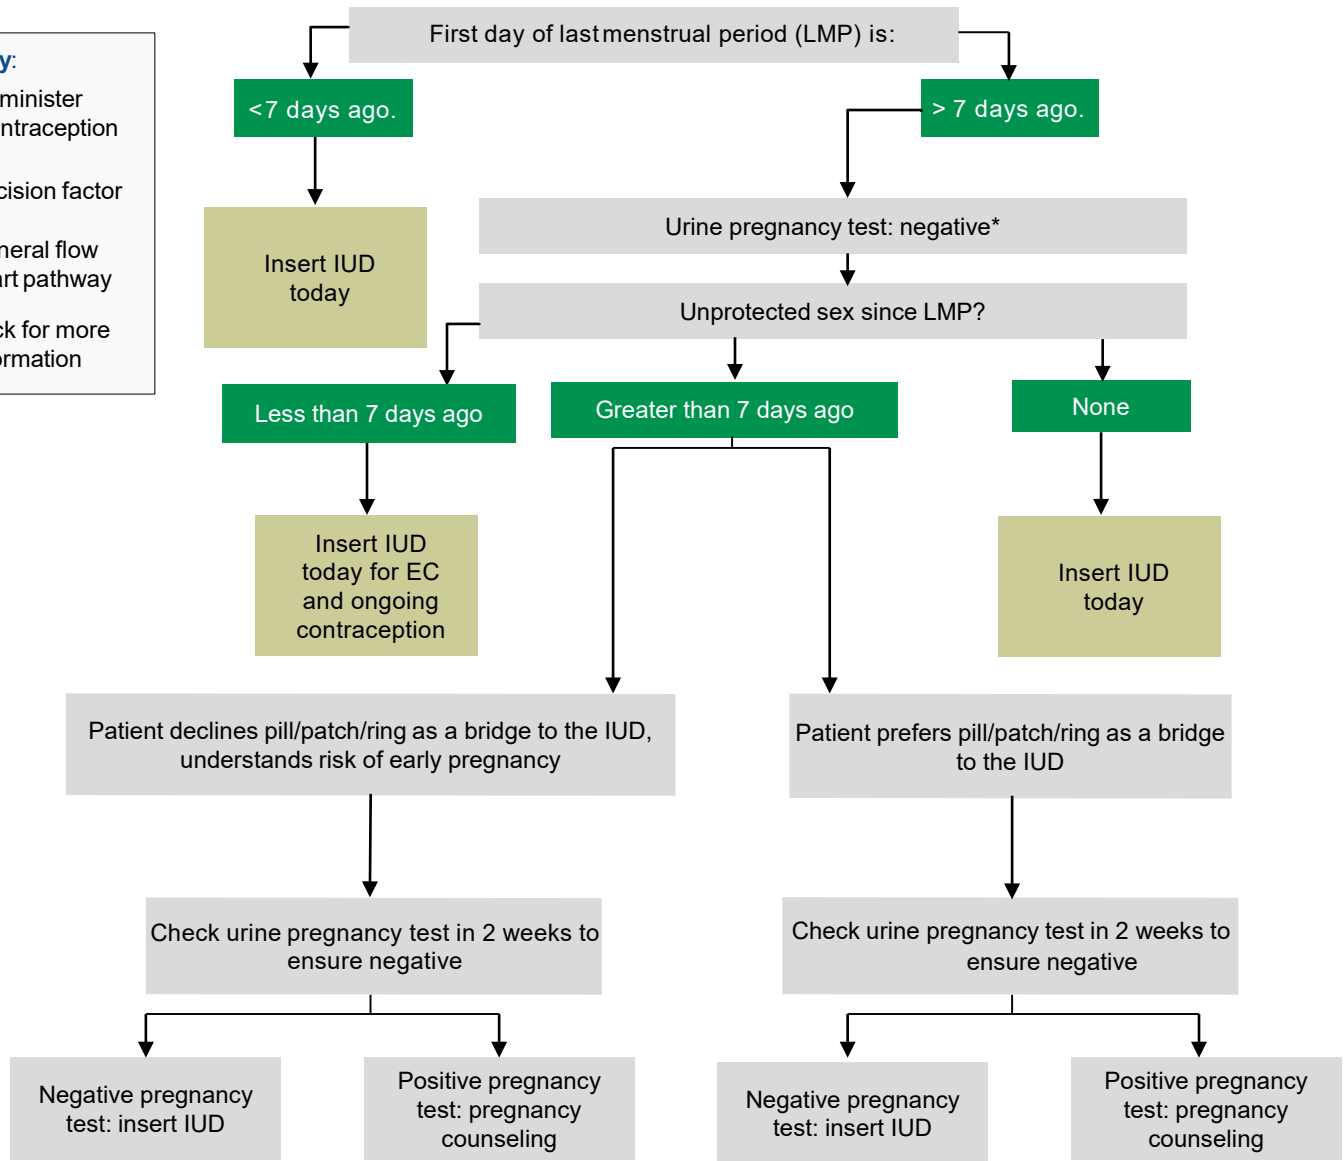 First day of last menstrual period (LMP) is:
y:
minister
ntraception
cision factor
neral flow
art pathway
ck for more
ormation
<7 days ago.
> 7 days ago.
Insert IUD
today
Urine pregnancy test: negative*
Unprotected sex since LMP?
Less than 7 days ago
Greater than 7 days ago
None
Insert IUD
today for EC
and ongoing
contraception
Insert IUD
today
Patient declines pill/patch/ring as a bridge to the IUD,
understands risk of early pregnancy
Patient prefers pill/patch/ring as a bridge
to the IUD
Check urine pregnancy test in 2 weeks to
ensure negative
Check urine pregnancy test in 2 weeks to
ensure negative
Negative pregnancy
test: insert IUD
Positive pregnancy
test: pregnancy
counseling
Negative pregnancy
test: insert IUD
Positive pregnancy
test: pregnancy
counseling